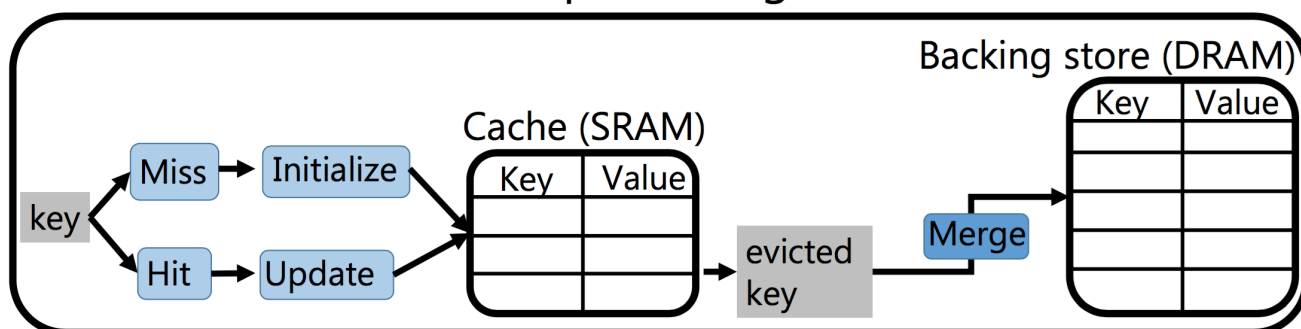 Backing store (DRAM)
Key Value
Cache (SRAM)
Key Value
Miss
Initialize
key
Hit
Update
evicted
key
Merge